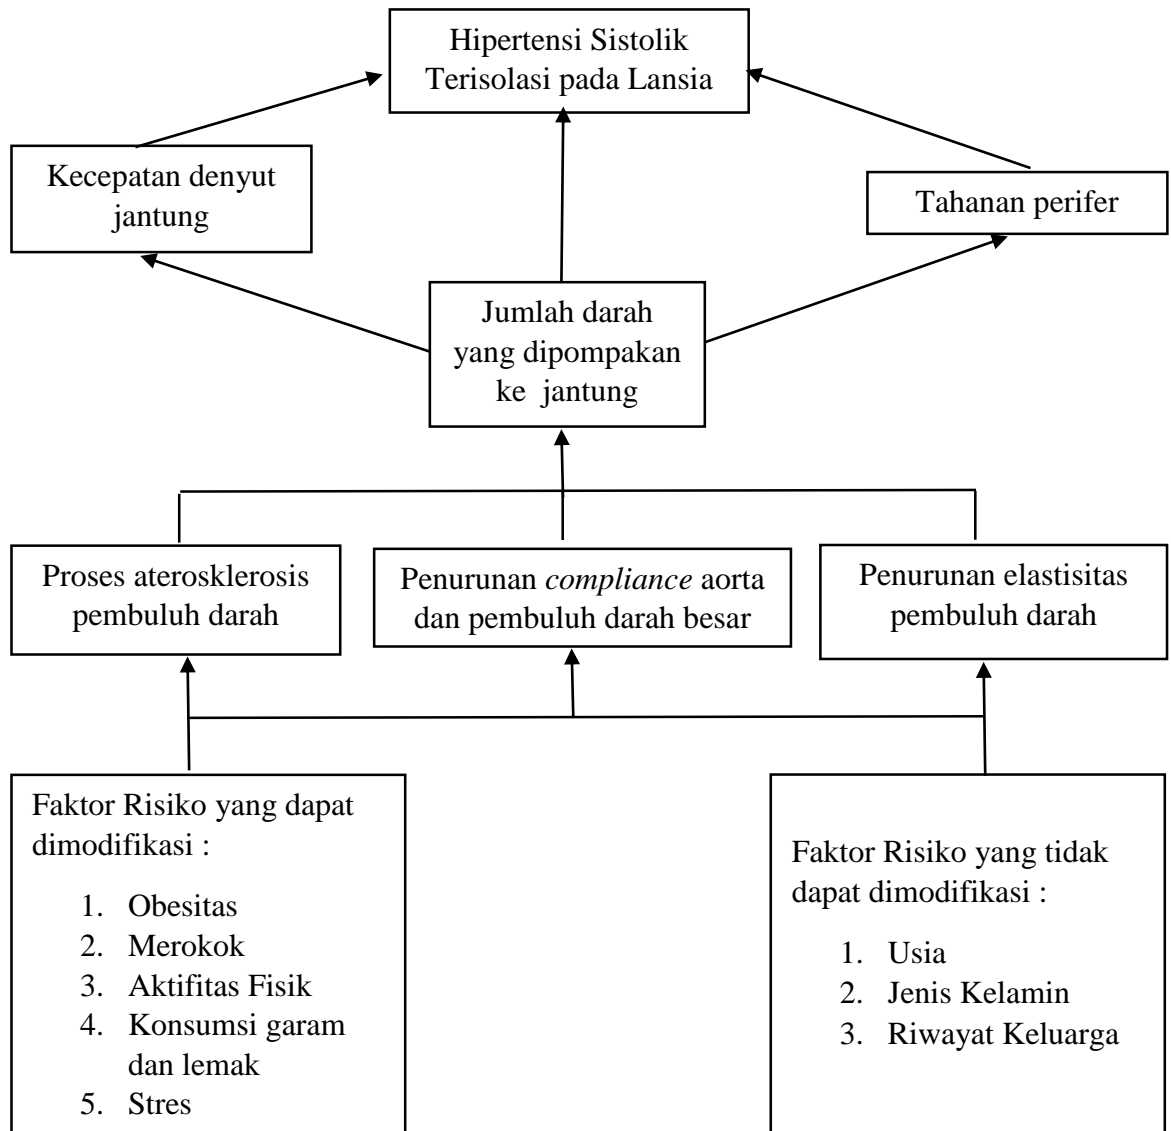 Hipertensi Sistolik
Terisolasi pada Lansia
Kecepatan denyut
jantung
Tahanan perifer
Jumlah darah
yang dipompakan
ke jantung
Proses aterosklerosis
pembuluh darah
Penurunan compliance aorta
dan pembuluh darah besar
Penurunan elastisitas
pembuluh darah
Faktor Risiko yang dapat
dimodifikasi :
1. Obesitas
2. Merokok
3. Aktifitas Fisik
4. Konsumsi garam
dan lemak
5. Stres
Faktor Risiko yang tidak
dapat dimodifikasi :
1. Usia
2. Jenis Kelamin
3. Riwayat Keluarga